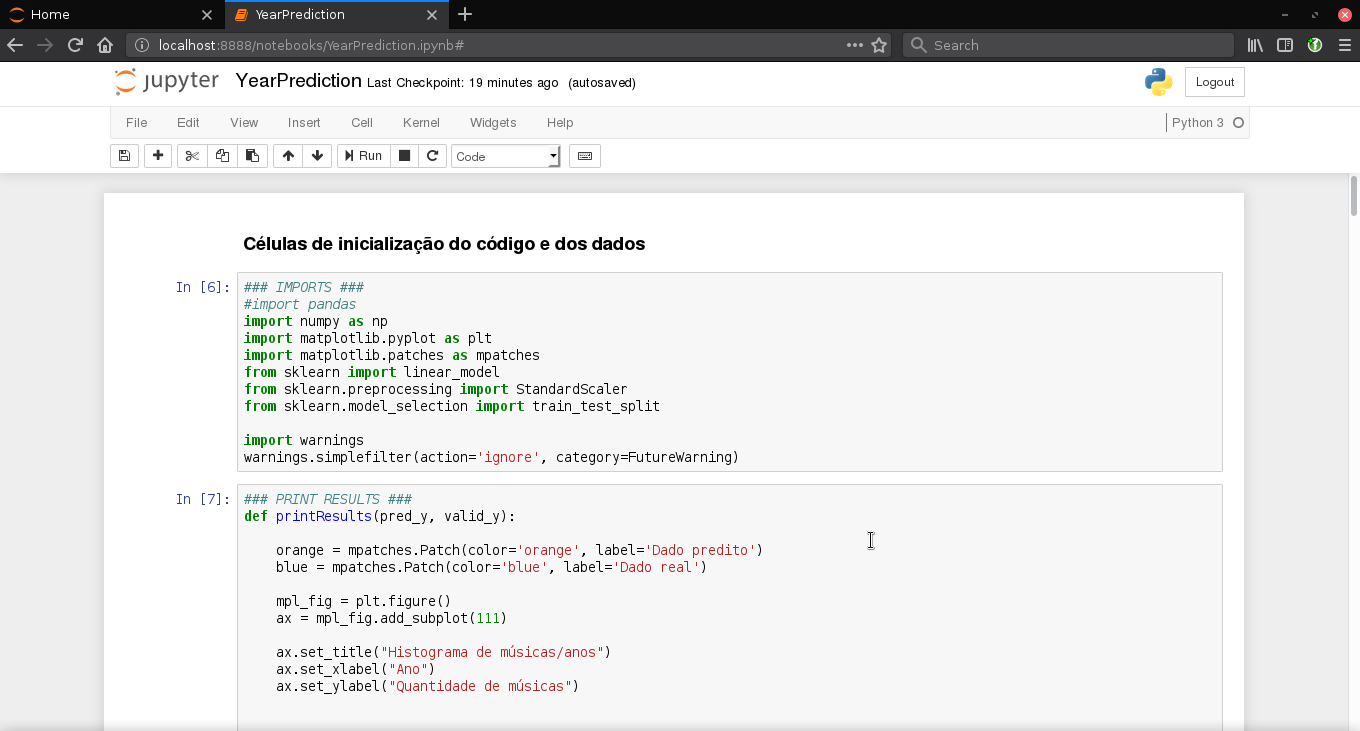 Home
YearPrediction
localhost:8888/notebooks/YearPrediction.ipynb#
Search
jupyter YearPrediction Last Checkpoint: 19 minutes ago (autosaved)
Logout
File Edit View Insert Cell Kernel Widgets Help
Python 3
Run
Code
Células de inicialização do código e dos dados
In [6]:
### IMPORTS ###
#import pandas
import numpy as np
import matplotlib.pyplot as plt
import matplotlib.patches as mpatches
from sklearn import linear_model
from sklearn.preprocessing import StandardScaler
from sklearn.model_selection import train_test_split
import warnings
warnings.simplefilter(action='ignore', category=FutureWarning)
In [7]:
### PRINT RESULTS ###
def printResults(pred_y, valid_y):
orange = mpatches.Patch(color='orange', label='Dado predito')
blue = mpatches.Patch(color='blue', label='Dado real')
mpl_fig = plt.figure()
ax = mpl_fig.add_subplot(111)
ax.set_title("Histograma de músicas/anos")
ax.set_xlabel("Ano")
ax.set_ylabel("Quantidade de músicas")